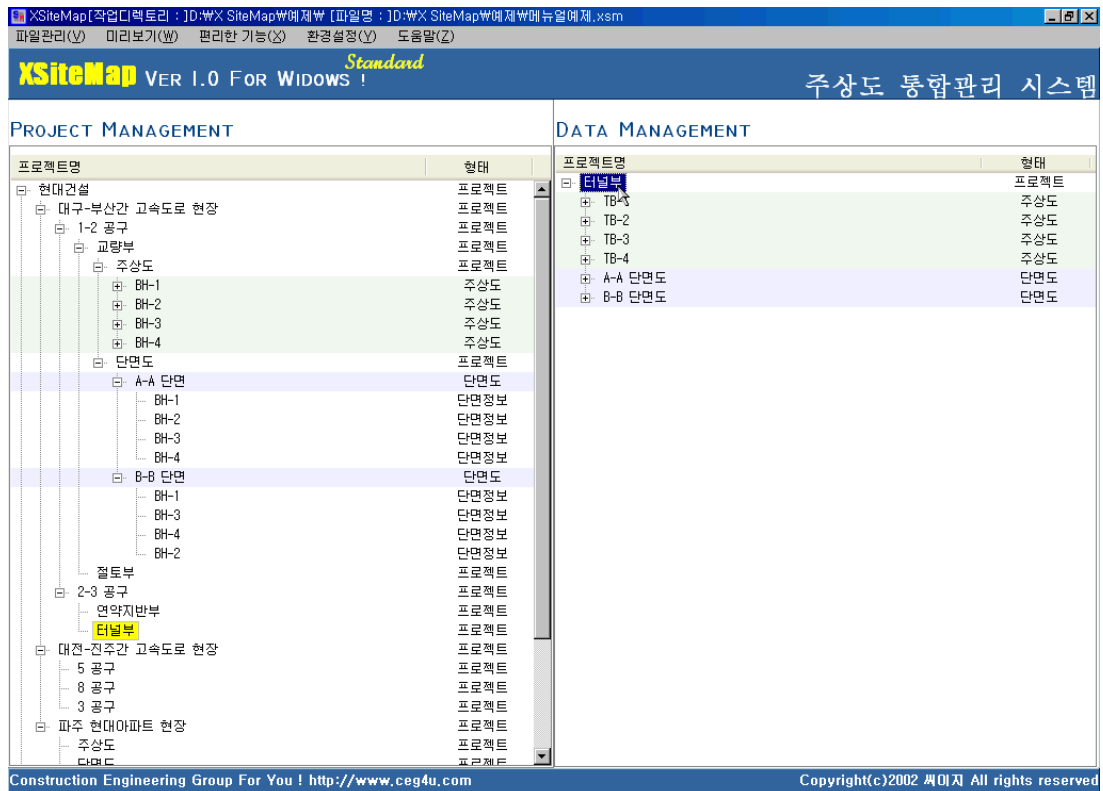 XSiteMap[작업디렉토리 : ]D:₩X SiteMap₩예제₩ [파일명 : ]D:₩X SiteMap₩예제₩메뉴얼예제.xsm
파일관리(V) 미리보기(W) 편리한 기능(X) 환경설정(Y) 도움말(Z)
Standard
XSiteMap VER 1.0 FOR WIDOWS !
주상도 통합관리 시스템
PROJECT MANAGEMENT
프로젝트명 형태
현대건설 프로젝트
대구-부산간 고속도로 현장 프로젝트
1-2 공구 프로젝트
교량부 프로젝트
주상도 프로젝트
BH-1 주상도
BH-2 주상도
BH-3 주상도
BH-4 주상도
단면도 프로젝트
A-A 단면 단면도
BH-1 단면정보
BH-2 단면정보
BH-3 단면정보
BH-4 단면정보
B-B 단면 단면도
BH-1 단면정보
BH-3 단면정보
BH-4 단면정보
BH-2 단면정보
절토부 프로젝트
2-3 공구 프로젝트
연약지반부 프로젝트
터널부 프로젝트
대전-진주간 고속도로 현장 프로젝트
5 공구 프로젝트
8 공구 프로젝트
3 공구 프로젝트
파주 현대아파트 현장 프로젝트
주상도 프로젝트
단면도 프로젝트
DATA MANAGEMENT
프로젝트명 형태
터널부 프로젝트
주상도
TB-2 주상도
TB-3 주상도
TB-4 주상도
A-A 단면도 단면도
B-B 단면도 단면도
Construction Engineering Group For You ! http://www.ceg4u.com
Copyright(c)2002 씨이지 All rights reserved